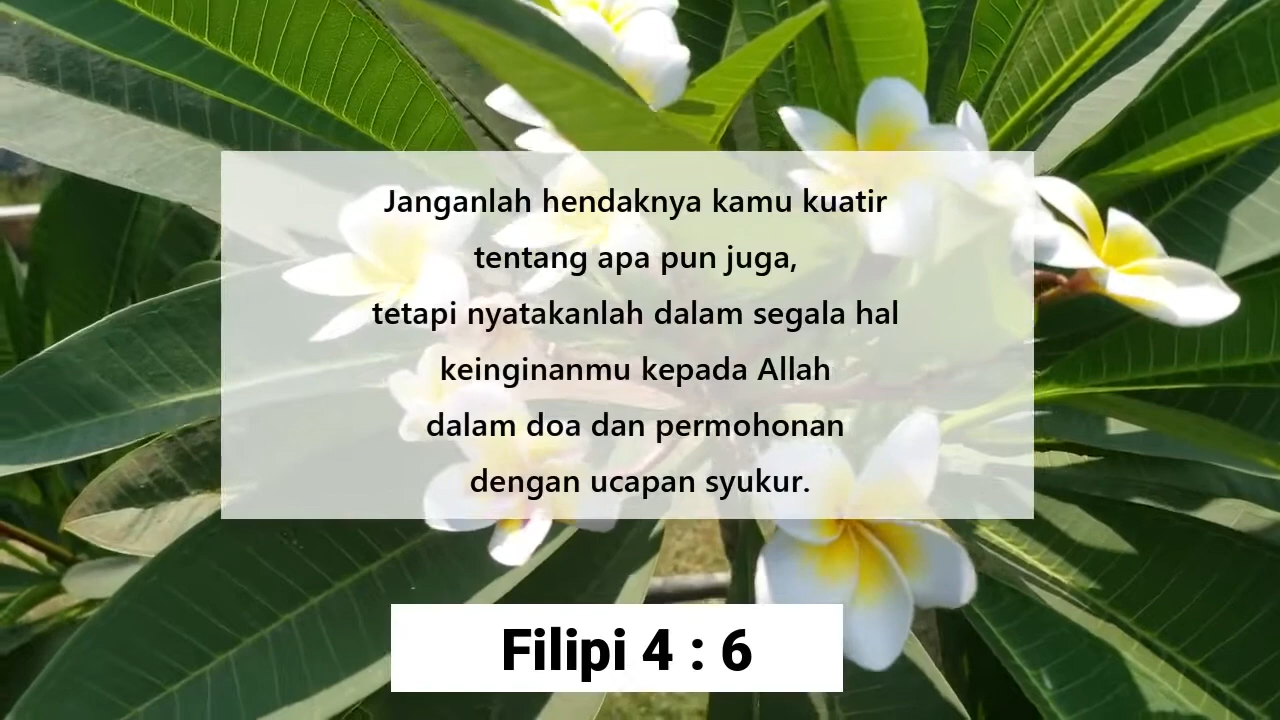 Janganlah hendaknya kamu kuatir
tentang apa pun juga,
tetapi nyatakanlah dalam segala hal
keinginanmu kepada Allah
dalam doa dan permohonan
dengan ucapan syukur.
Filipi 4 : 6